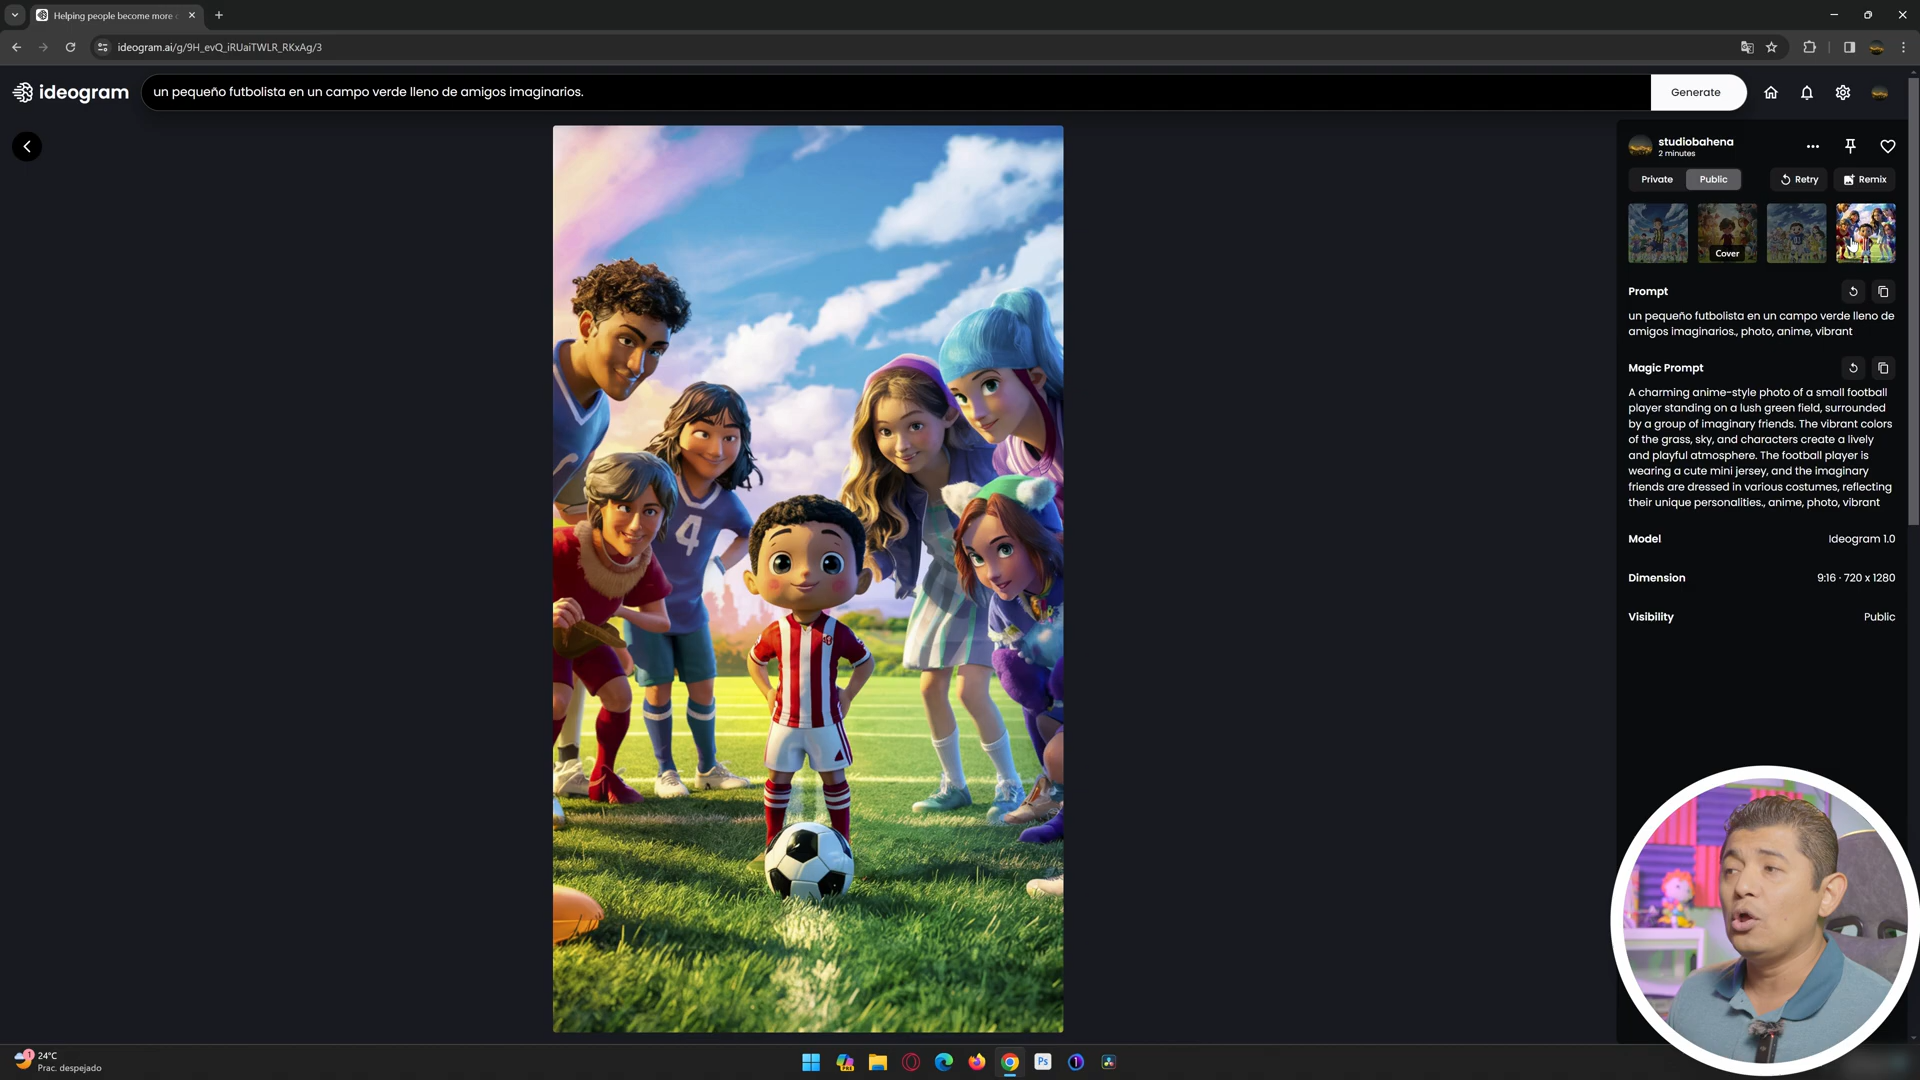 Helping people become more c
ideogram.ai/g/9H_evQ_iRUaiTWLR_RKxAg/3
ideogram
un pequeño futbolista en un campo verde lleno de amigos imaginarios.
Generate
studiobahena
2 minutes
Private
Public
Retry
Remix
Cover
Prompt
un pequeño futbolista en un campo verde lleno de
amigos imaginarios., photo, anime, vibrant
Magic Prompt
A charming anime-style photo of a small football
player standing on a lush green field, surrounded
by a group of imaginary friends. The vibrant colors
of the grass, sky, and characters create a lively
and playful atmosphere. The football player is
wearing a cute mini jersey, and the imaginary
friends are dressed in various costumes, reflecting
their unique personalities., anime, photo, vibrant
Model
Ideogram 1.0
Dimension
9:16 · 720 x 1280
Visibility
Public
4
1
24°C
Prac. despejado
PRE
Ps